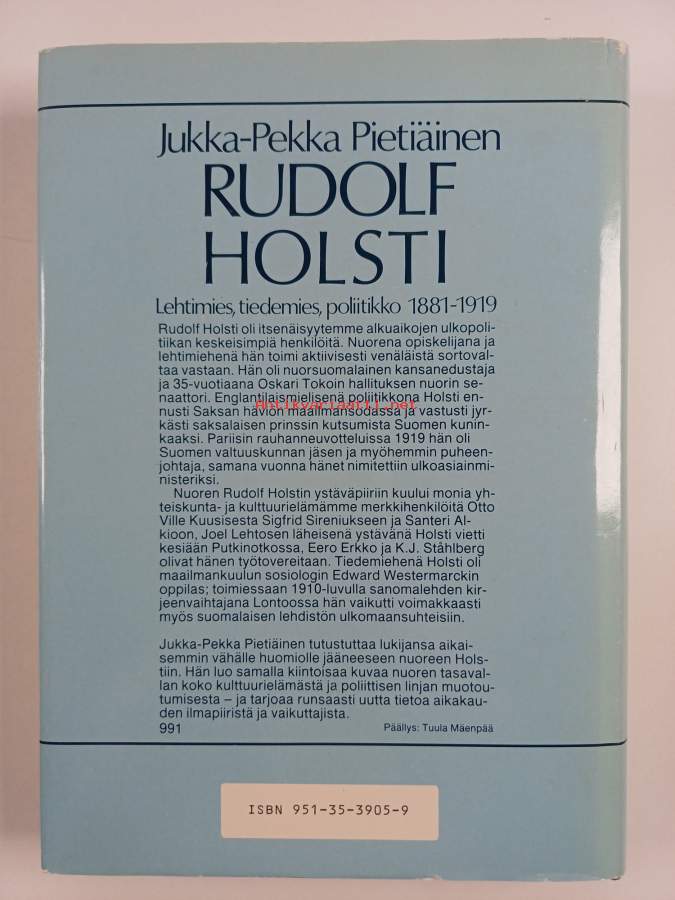 Jukka-Pekka Pietiäinen
RUDOLF
HOLSTI
Lehtimies, tiedemies, poliitikko 1881-1919
Rudolf Holsti oli itsenäisyytemme alkuaikojen ulkopoli-
tiikan keskeisimpiä henkilöitä. Nuorena opiskelijana ja
lehtimiehenä hän toimi aktiivisesti venäläistä sortoval-
taa vastaan. Hän oli nuorsuomalainen kansanedustaja
ja 35-vuotiaana Oskari Tokoin hallituksen nuorin se-
naattori. Englantilaismielisenä poliitikkona Holsti en-
Antikvariaatti.net
nusti Saksan häviön maailmansodassa ja vastusti jyr-
kästi saksalaisen prinssin kutsumista Suomen kunin-
kaaksi. Pariisin rauhanneuvotteluissa 1919 hän oli
Suomen valtuuskunnan jäsen ja myöhemmin puheen-
johtaja, samana vuonna hänet nimitettiin ulkoasiainmi-
nisteriksi.
Nuoren Rudolf Holstin ystäväpiiriin kuului monia yh-
teiskunta- ja kulttuurielämämme merkkihenkilöitä Otto
Ville Kuusisesta Sigfrid Sireniukseen ja Santeri Al-
kioon, Joel Lehtosen läheisenä ystävänä Holsti vietti
kesiään Putkinotkossa, Eero Erkko ja K.J. Ståhlberg
olivat hänen työtovereitaan. Tiedemiehenä Holsti oli
maailmankuulun sosiologin Edward Westermarckin
oppilas; toimiessaan 1910-luvulla sanomalehden kir-
jeenvaihtajana Lontoossa hän vaikutti voimakkaasti
myös suomalaisen lehdistön ulkomaansuhteisiin.
Jukka-Pekka Pietiäinen tutustuttaa lukijansa aikai-
semmin vähälle huomiolle jääneeseen nuoreen Hols-
tiin. Hän luo samalla kiintoisaa kuvaa nuoren tasaval-
lan koko kulttuurielämästä ja poliittisen linjan muotou-
tumisesta – ja tarjoaa runsaasti uutta tietoa aikakau-
den ilmapiiristä ja vaikuttajista.
991 Päällys: Tuula Mäenpää
ISBN 951-35-3905-9